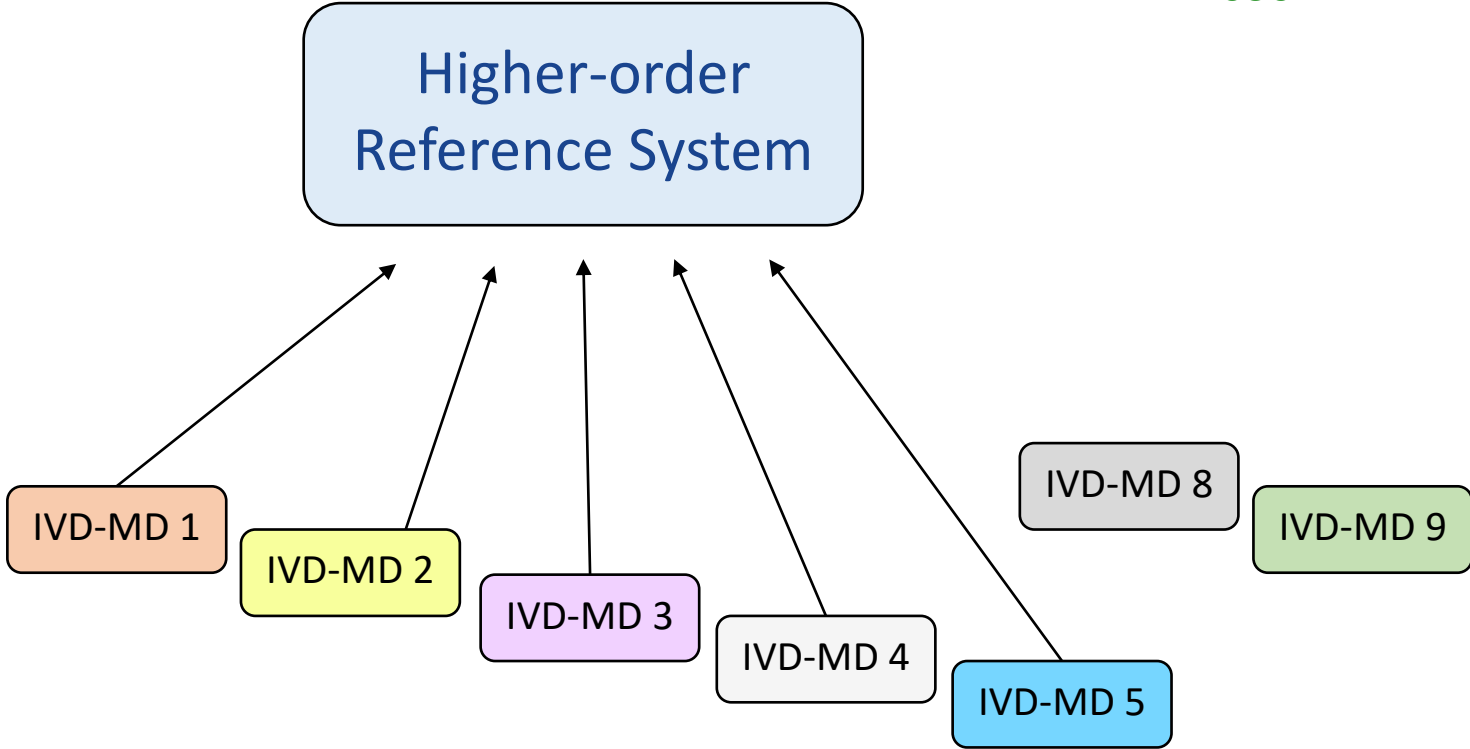 Higher-order
Reference System
IVD-MD 8
IVD-MD 1
IVD-MD 9
IVD-MD 2
IVD-MD 3
IVD-MD 4
IVD-MD 5